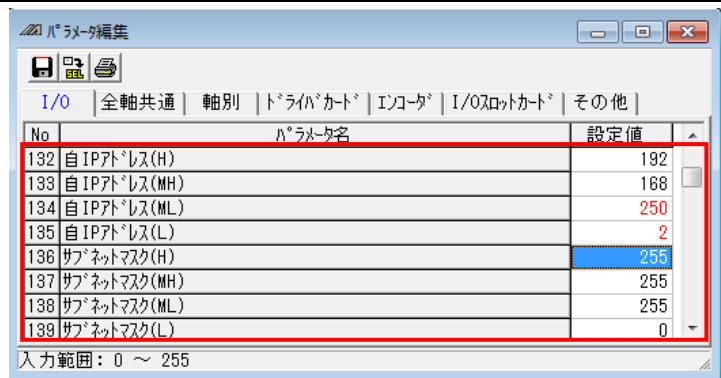 ﾊﾟﾗﾒｰﾀ編集
SEL
I/O 全軸共通 軸別 ﾄﾞﾗｲﾊﾞｶｰﾄﾞ ｴﾝｺｰﾀﾞ I/Oｽﾛｯﾄｶｰﾄﾞ その他
No ﾊﾟﾗﾒｰﾀ名 設定値
132 自IPｱﾄﾞﾚｽ(H) 192
133 自IPｱﾄﾞﾚｽ(MH) 168
134 自IPｱﾄﾞﾚｽ(ML) 250
135 自IPｱﾄﾞﾚｽ(L) 2
136 ｻﾌﾞﾈｯﾄﾏｽｸ(H) 255
137 ｻﾌﾞﾈｯﾄﾏｽｸ(MH) 255
138 ｻﾌﾞﾈｯﾄﾏｽｸ(ML) 255
139 ｻﾌﾞﾈｯﾄﾏｽｸ(L) 0
入力範囲: 0 ～ 255